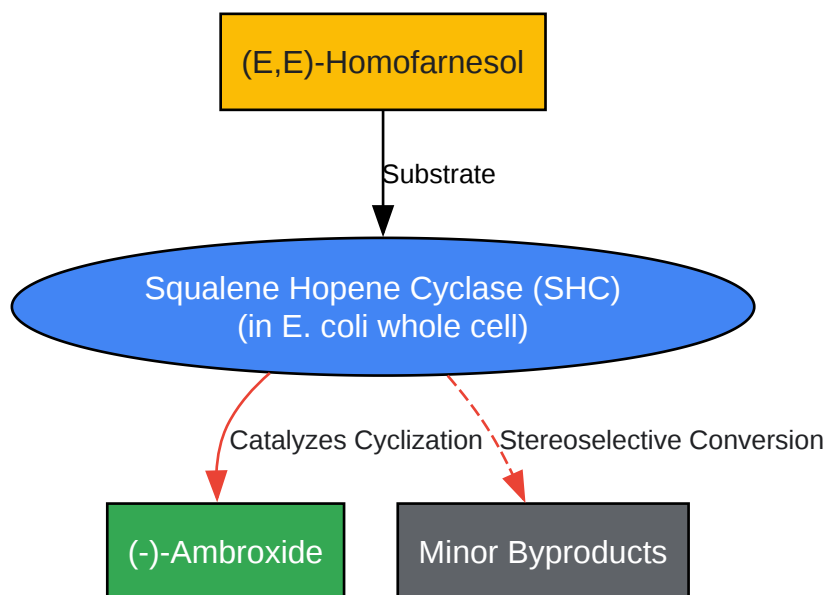 (E,E)-Homofarnesol
Substrate
Squalene Hopene Cyclase (SHC)
(in E. coli whole cell)
Catalyzes Cyclization
Stereoselective Conversion
(-)-Ambroxide
Minor Byproducts